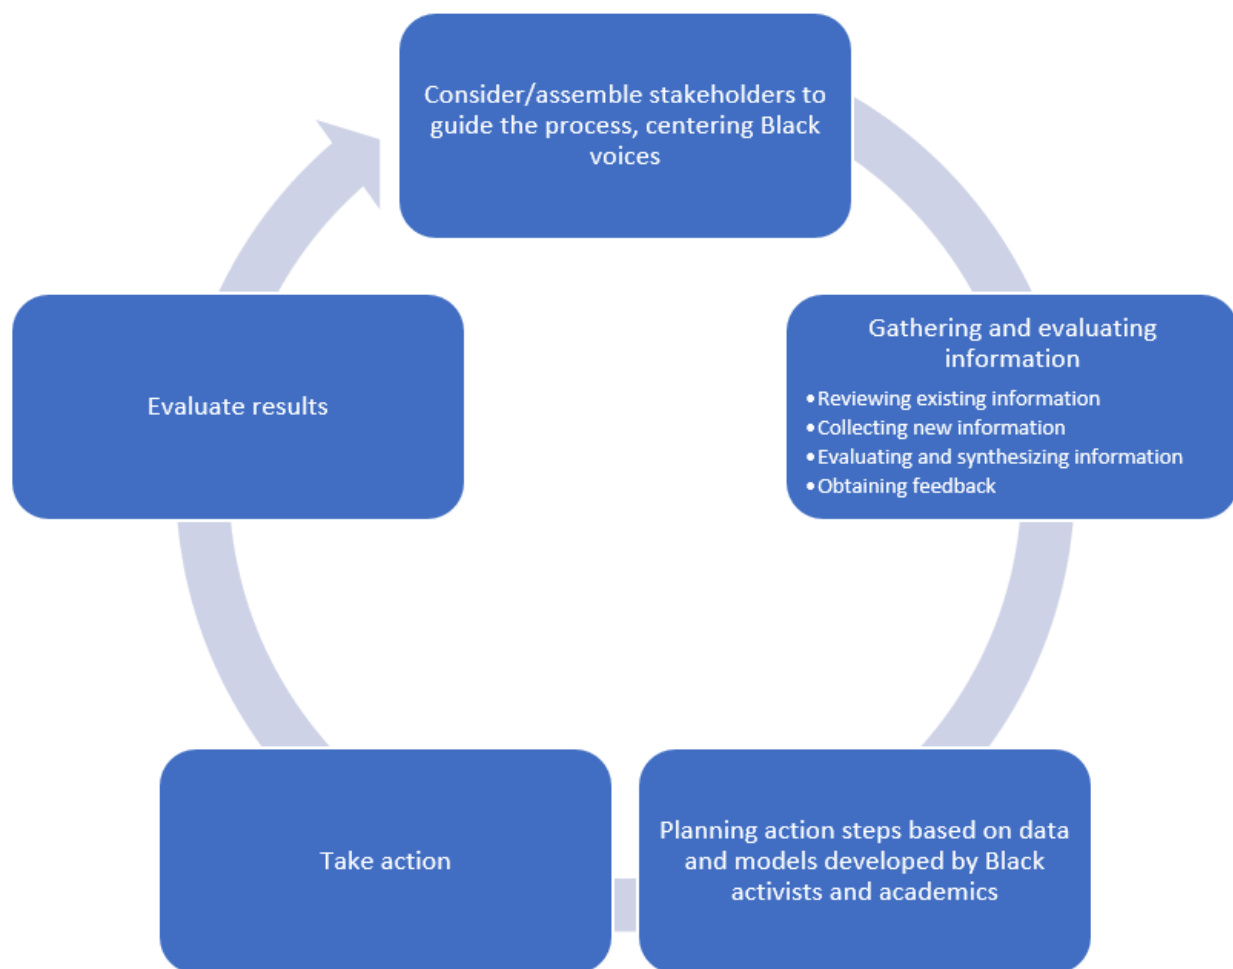 Consider/assemble stakeholders to
guide the process, centering Black
voices
Gathering and evaluating
information
•Reviewing existing information
•Collecting new information
•Evaluating and synthesizing information
•Obtaining feedback
Planning action steps based on data
and models developed by Black
activists and academics
Take action
Evaluate results